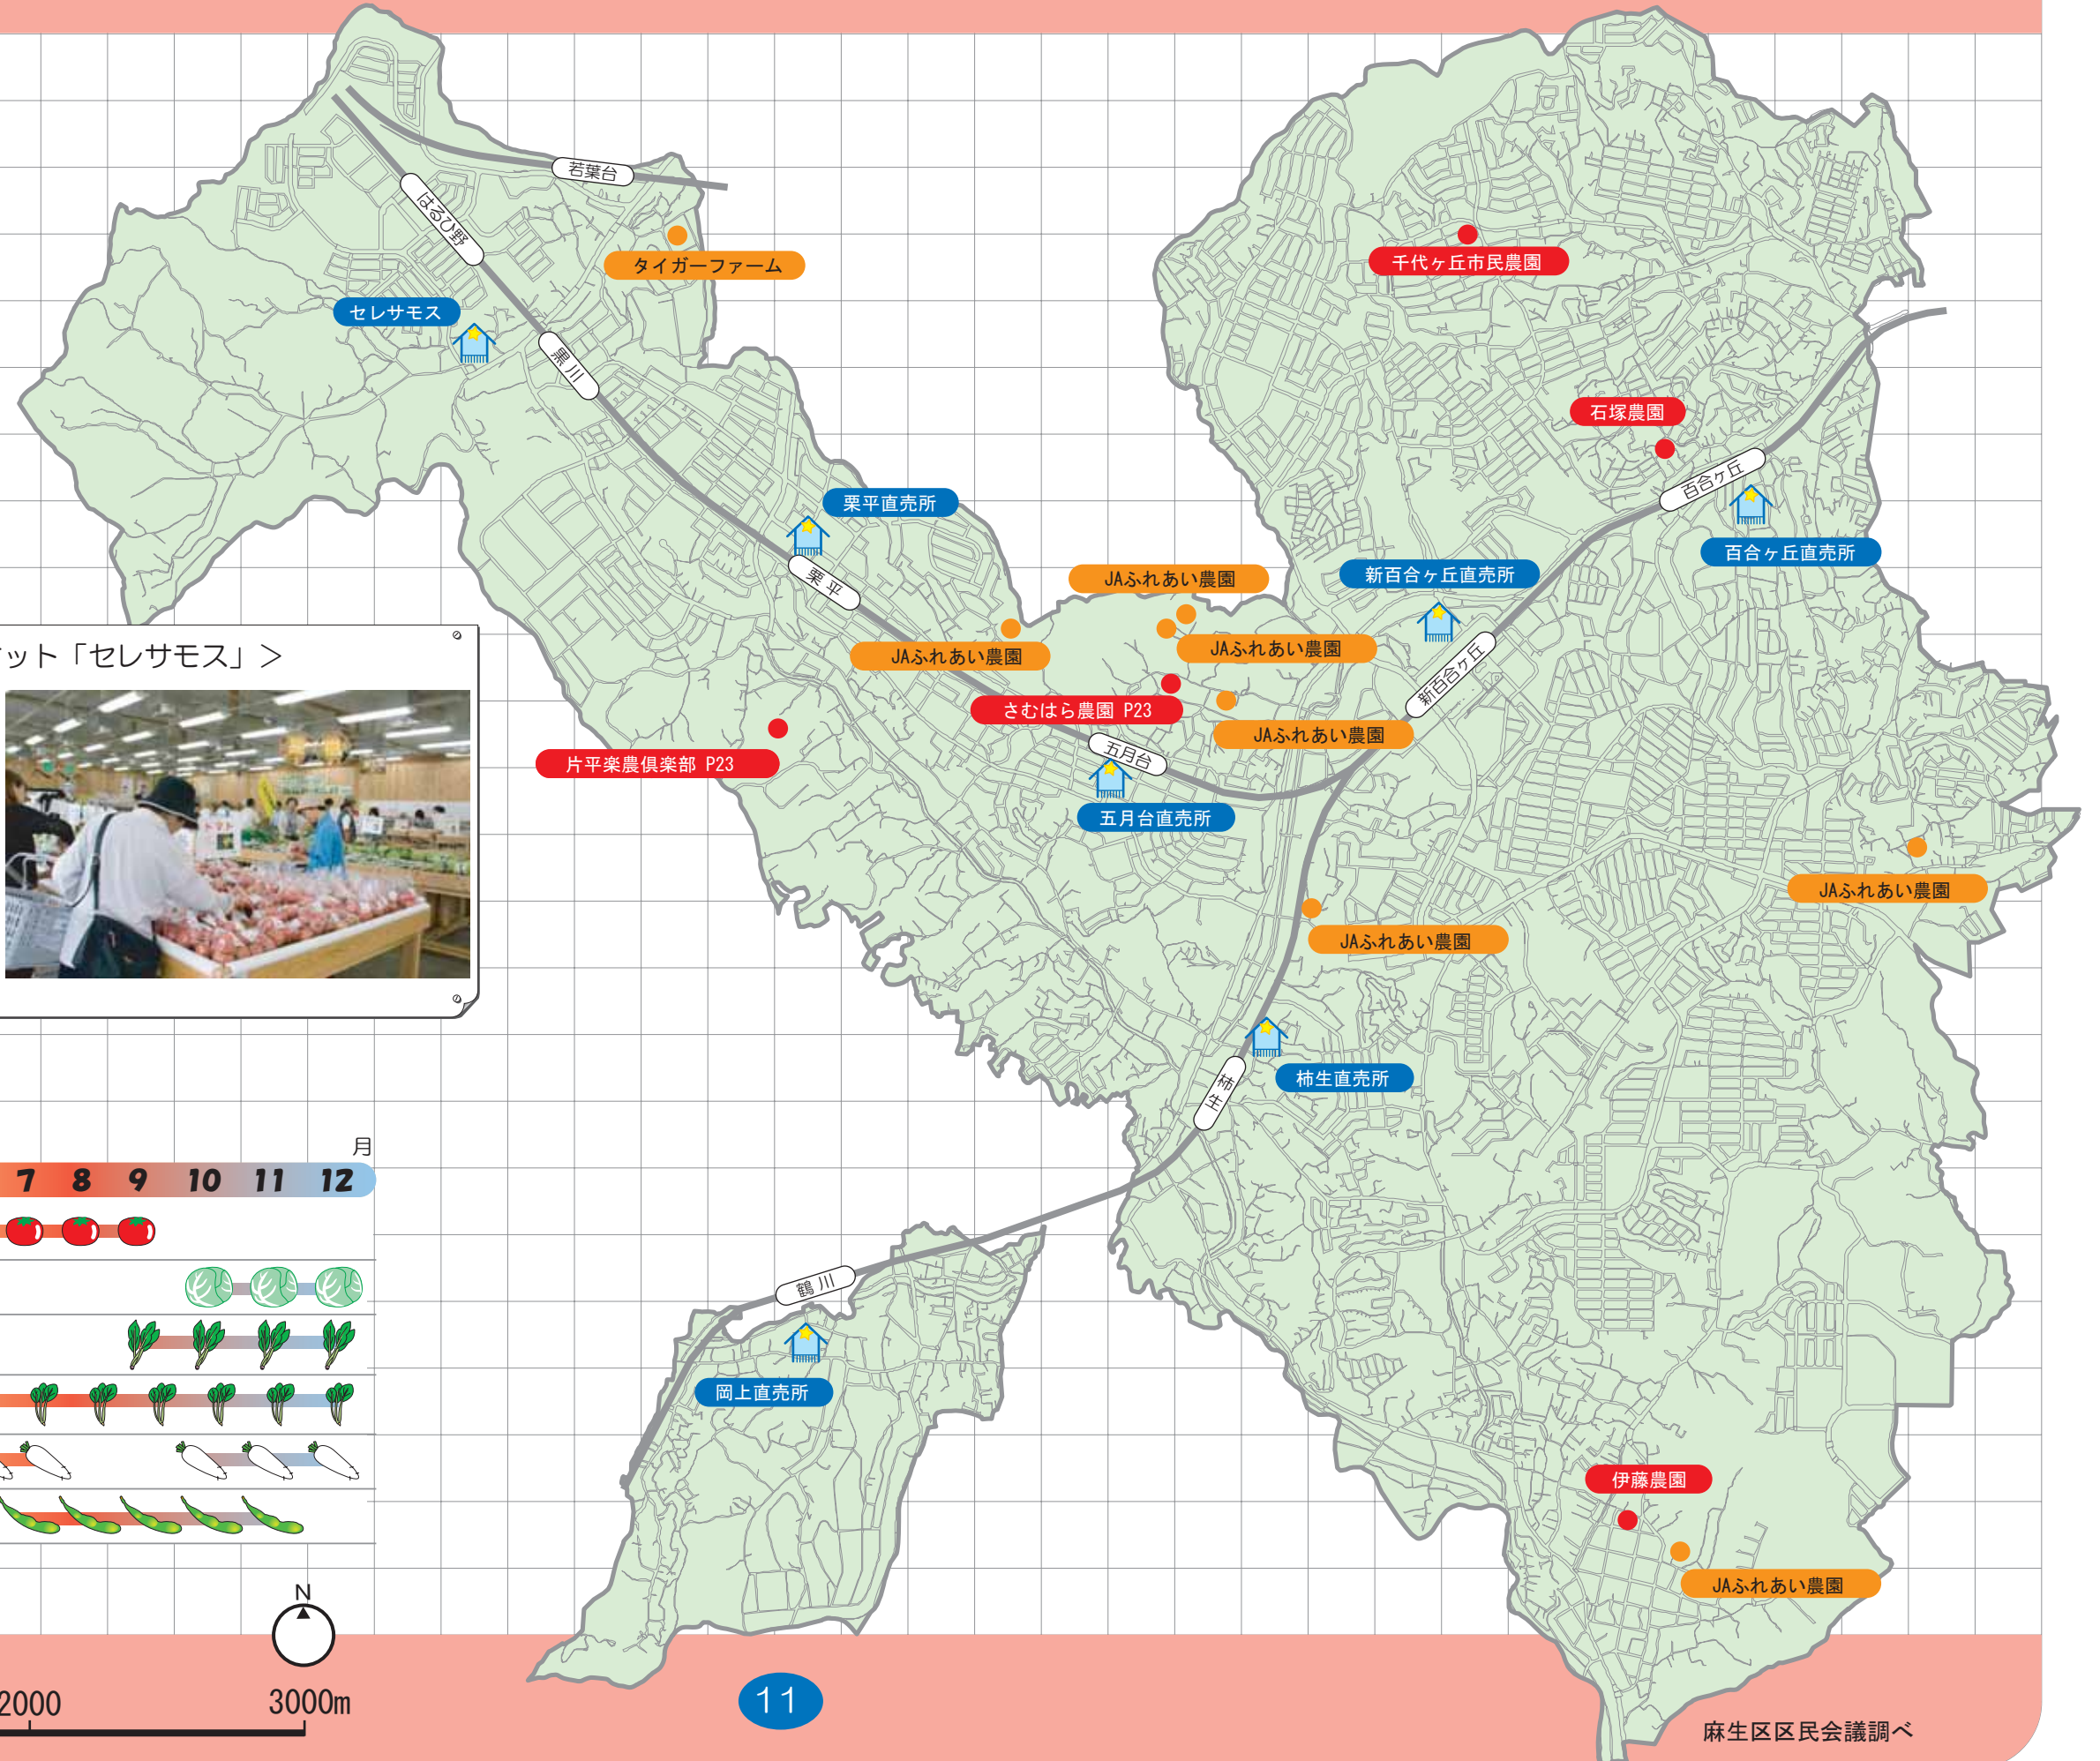 若葉台
はるひ野
タイガーファーム
千代ヶ丘市民農園
セレサモス
黒川
石塚農園
百合ヶ丘
栗平直売所
百合ヶ丘直売所
栗平
JAふれあい農園
新百合ヶ丘直売所
JAふれあい農園
JAふれあい農園
新百合ヶ丘
ケット「セレサモス」＞
さむはら農園 P23
JAふれあい農園
片平楽農倶楽部 P23
五月台
五月台直売所
トマト
JAふれあい農園
JAふれあい農園
柿生直売所
柿生
月
7 8 9 10 11 12
鶴川
岡上直売所
伊藤農園
JAふれあい農園
N
2000 3000m
11
麻生区区民会議調べ